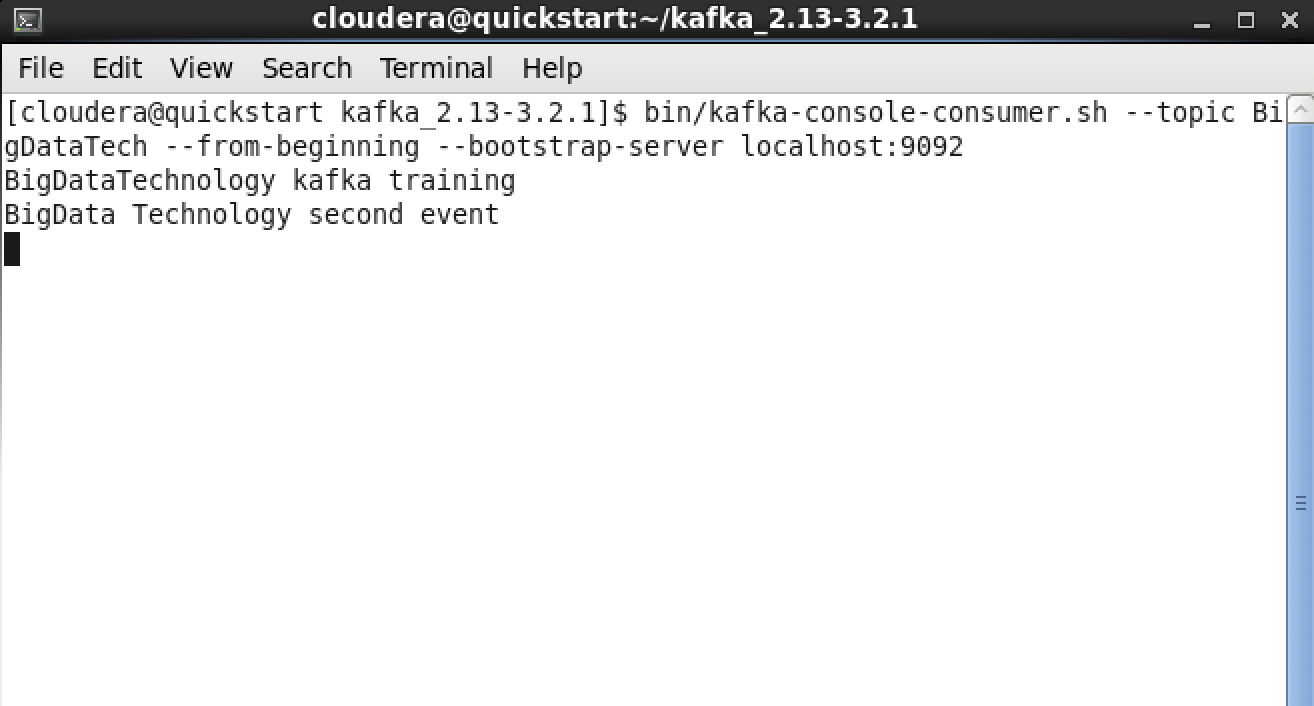 cloudera@quickstart:~/kafka_2.13-3.2.1
File Edit View Search Terminal Help
[cloudera@quickstart kafka_2.13-3.2.1]$ bin/kafka-console-consumer.sh --topic Bi
gDataTech --from-beginning --bootstrap-server localhost:9092
BigDataTechnology kafka training
BigData Technology second event